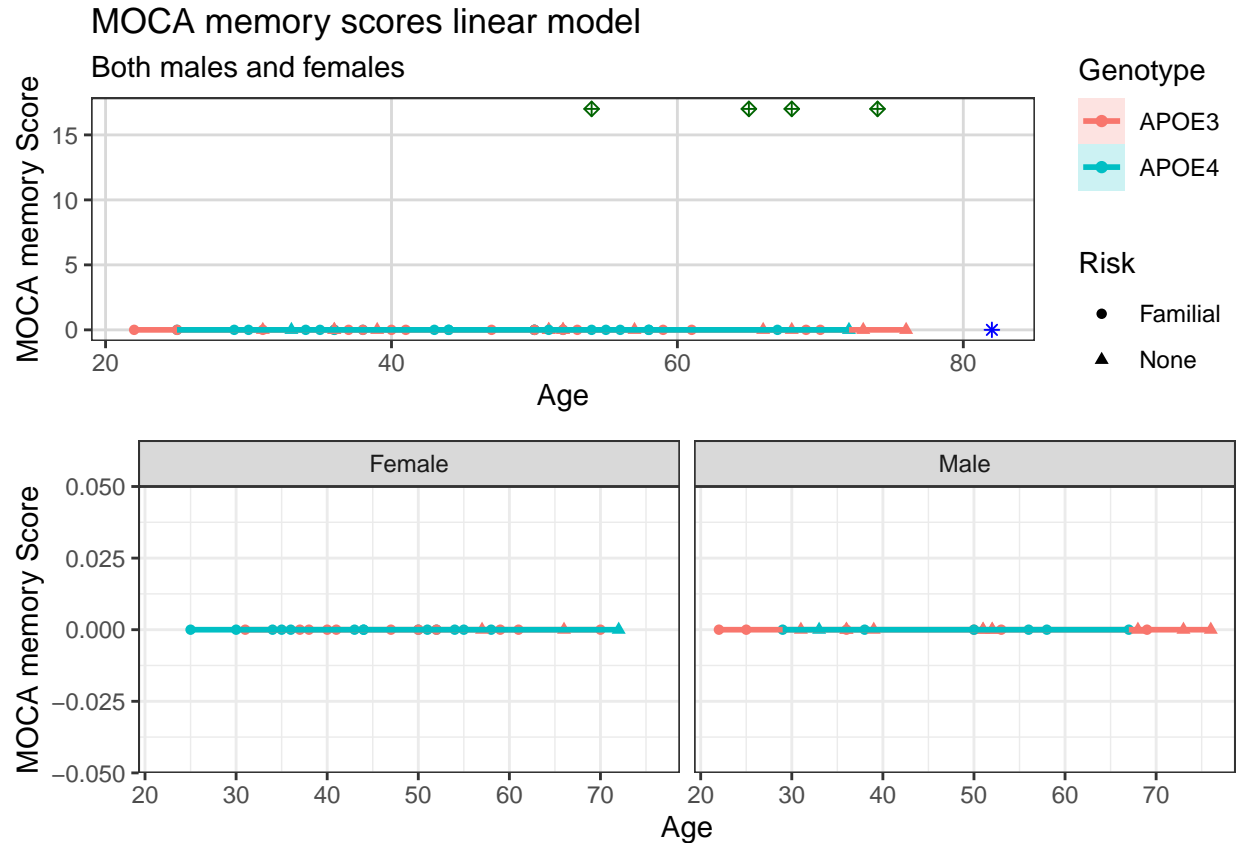 MOCA memory scores linear model
Both males and females
MOCA memory Score
15
10
5
0
20 40 60 80
Age
Genotype
APOE3
APOE4
Risk
Familial
None
Female Male
MOCA memory Score
0.050
0.025
0.000
−0.025
−0.050
20 30 40 50 60 70 20 30 40 50 60 70
Age